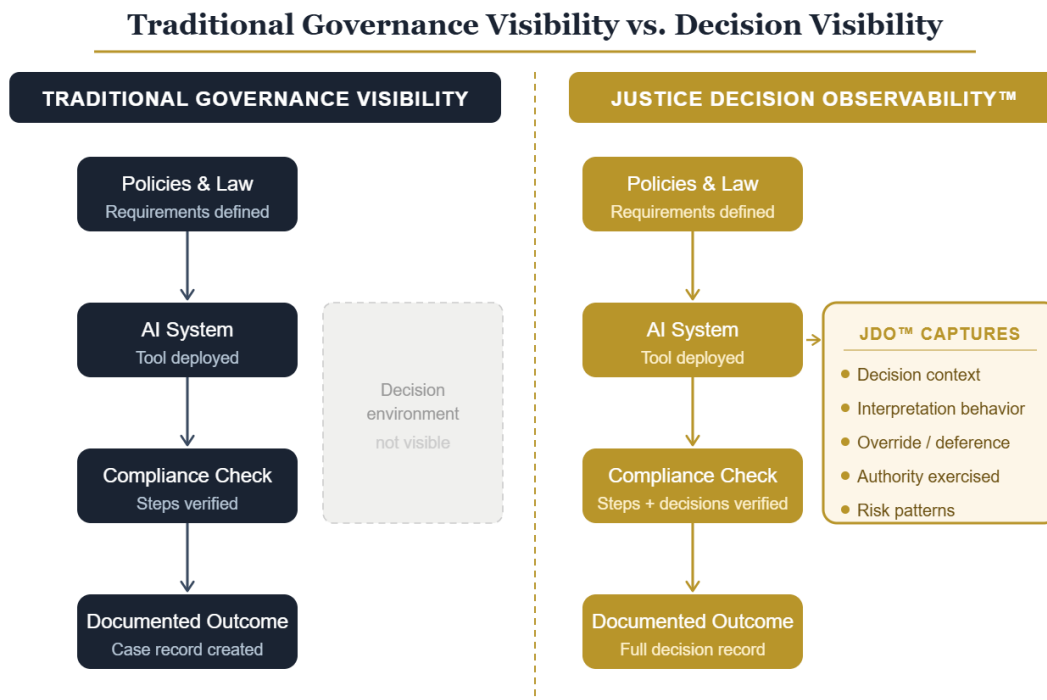 Traditional Governance Visibility vs. Decision Visibility
TRADITIONAL GOVERNANCE VISIBILITY
Policies & Law
Requirements defined
AI System
Tool deployed
Decision
environment
not visible
Compliance Check
Steps verified
Documented Outcome
Case record created
JUSTICE DECISION OBSERVABILITY™
Policies & Law
Requirements defined
AI System
Tool deployed
JDO™ CAPTURES
Decision context
Interpretation behavior
Override / deference
Authority exercised
Risk patterns
Compliance Check
Steps + decisions verified
Documented Outcome
Full decision record